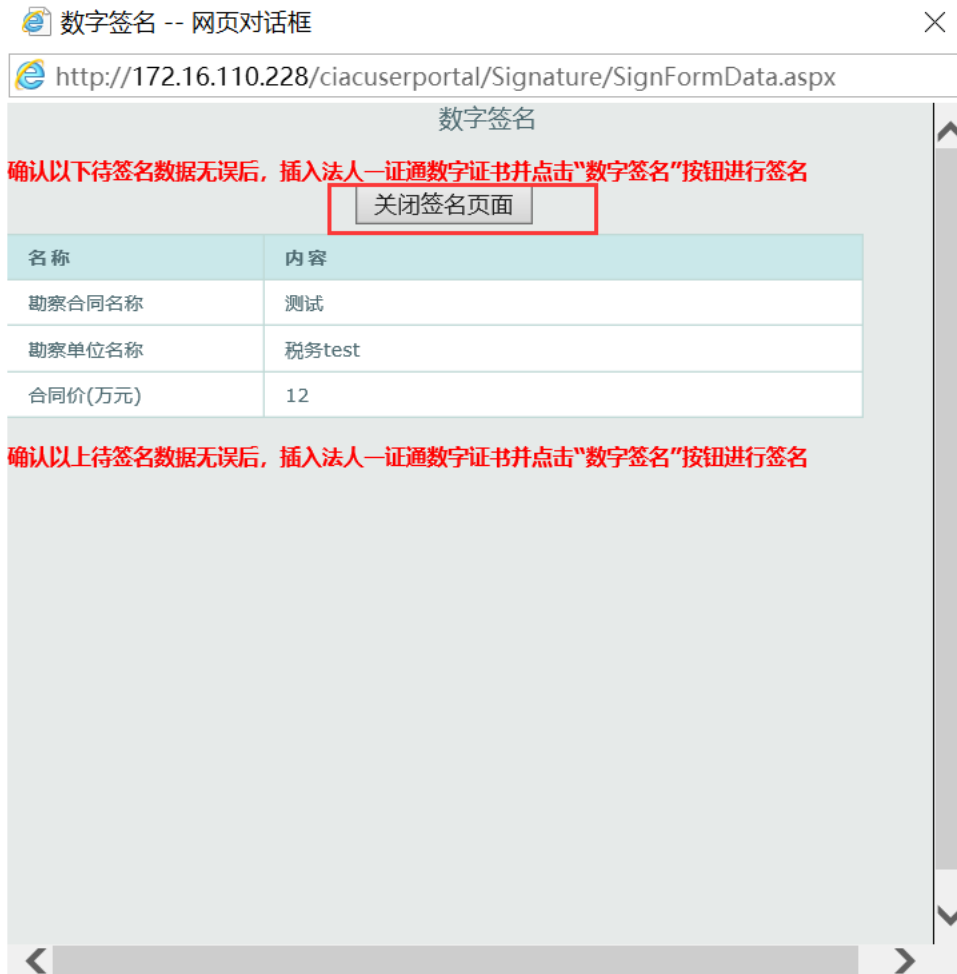 数字签名 -- 网页对话框
http://172.16.110.228/ciacuserportal/Signature/SignFormData.aspx
数字签名
确认以下待签名数据无误后，插入法人一证通数字证书并点击“数字签名”按钮进行签名
关闭签名页面
名称 内容
勘察合同名称 测试
勘察单位名称 税务test
合同价(万元) 12
确认以上待签名数据无误后，插入法人一证通数字证书并点击“数字签名”按钮进行签名